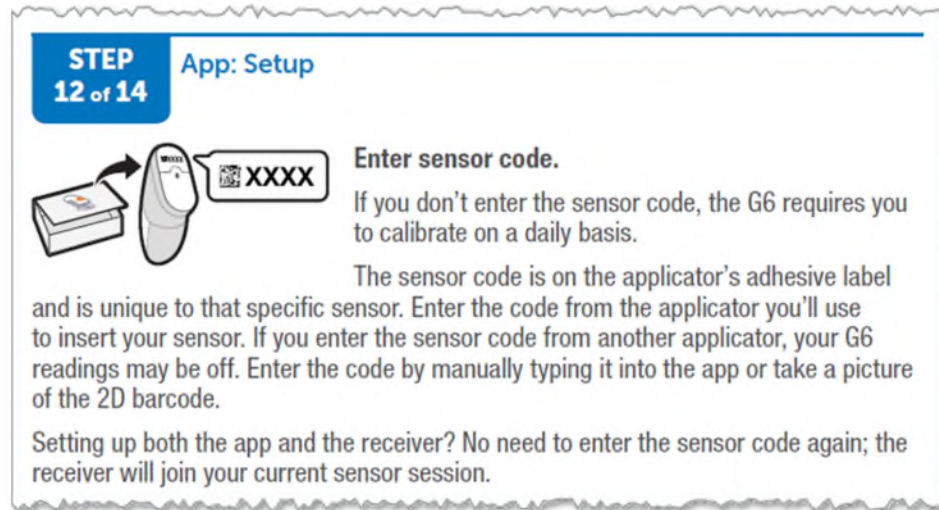 STEP
12 of 14
App: Setup
XXXX
Enter sensor code.
If you don’t enter the sensor code, the G6 requires you
to calibrate on a daily basis.
The sensor code is on the applicator’s adhesive label
and is unique to that specific sensor. Enter the code from the applicator you’ll use
to insert your sensor. If you enter the sensor code from another applicator, your G6
readings may be off. Enter the code by manually typing it into the app or take a picture
of the 2D barcode.
Setting up both the app and the receiver? No need to enter the sensor code again; the
receiver will join your current sensor session.